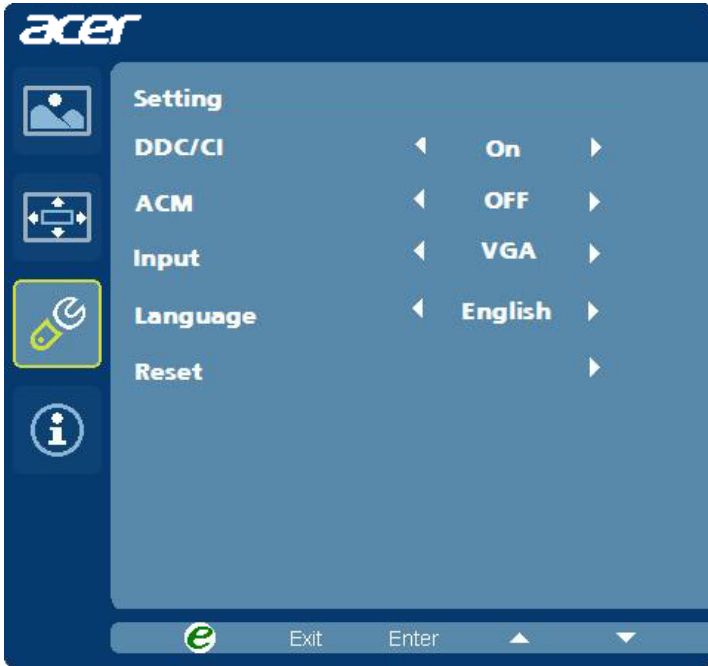 acer
Setting
DDC/CI On
ACM OFF
Input VGA
Language English
Reset
e Exit Enter